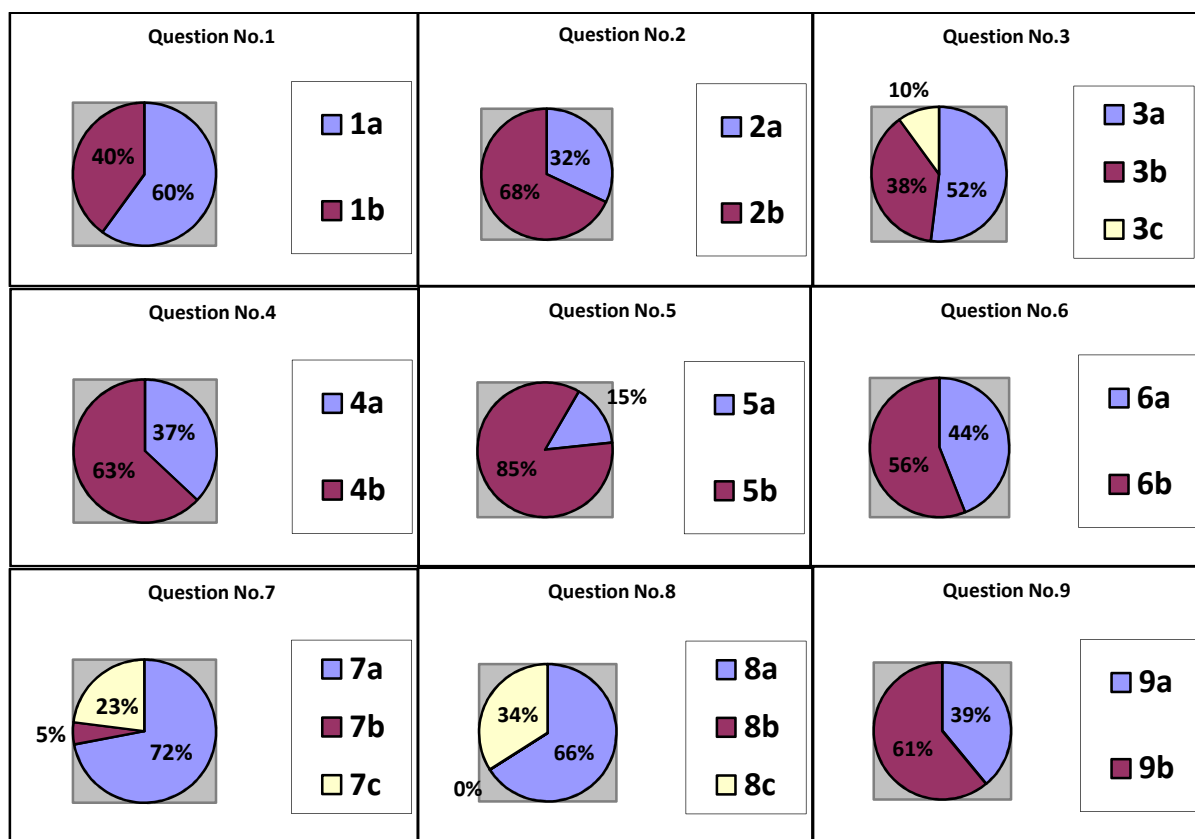 Question No.1
40%
60%
1a
1b
Question No.2
32%
68%
2a
2b
Question No.3
10%
38%
52%
3a
3b
3c
Question No.4
37%
63%
4a
4b
Question No.5
15%
85%
5a
5b
Question No.6
44%
56%
6a
6b
Question No.7
23%
5%
72%
7a
7b
7c
Question No.8
34%
66%
0%
8a
8b
8c
Question No.9
39%
61%
9a
9b